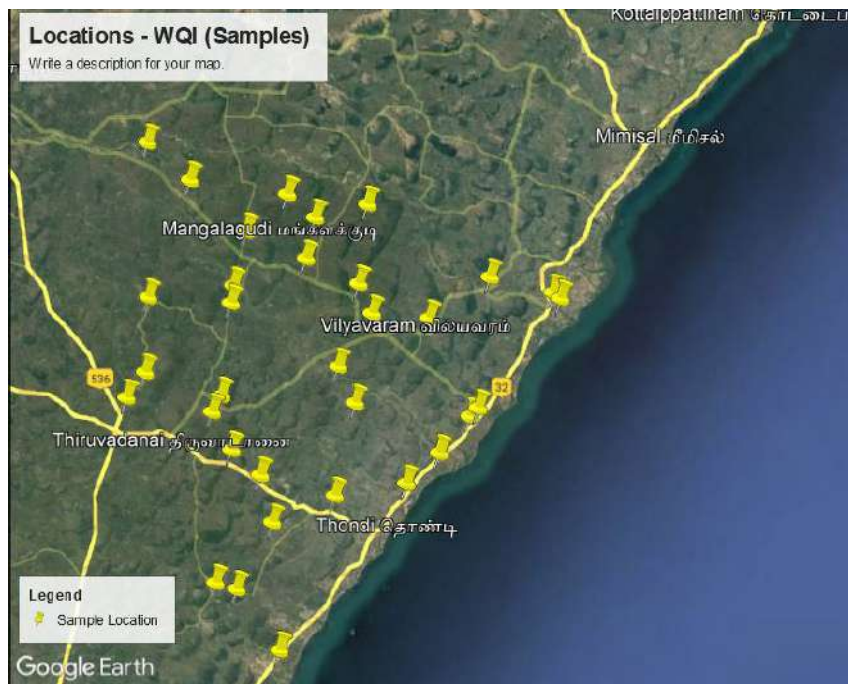 Locations - WQI (Samples)
Write a description for your map.
Kottaippattinam கோட்டைப்
Mimisal மீமிசல்
Mangalagudi மங்களக்குடி
Vilyavaram வில்யவரம்
536
32
Thiruvadanai திருவாடானை
Thondi தொண்டி
Legend
Sample Location
Google Earth